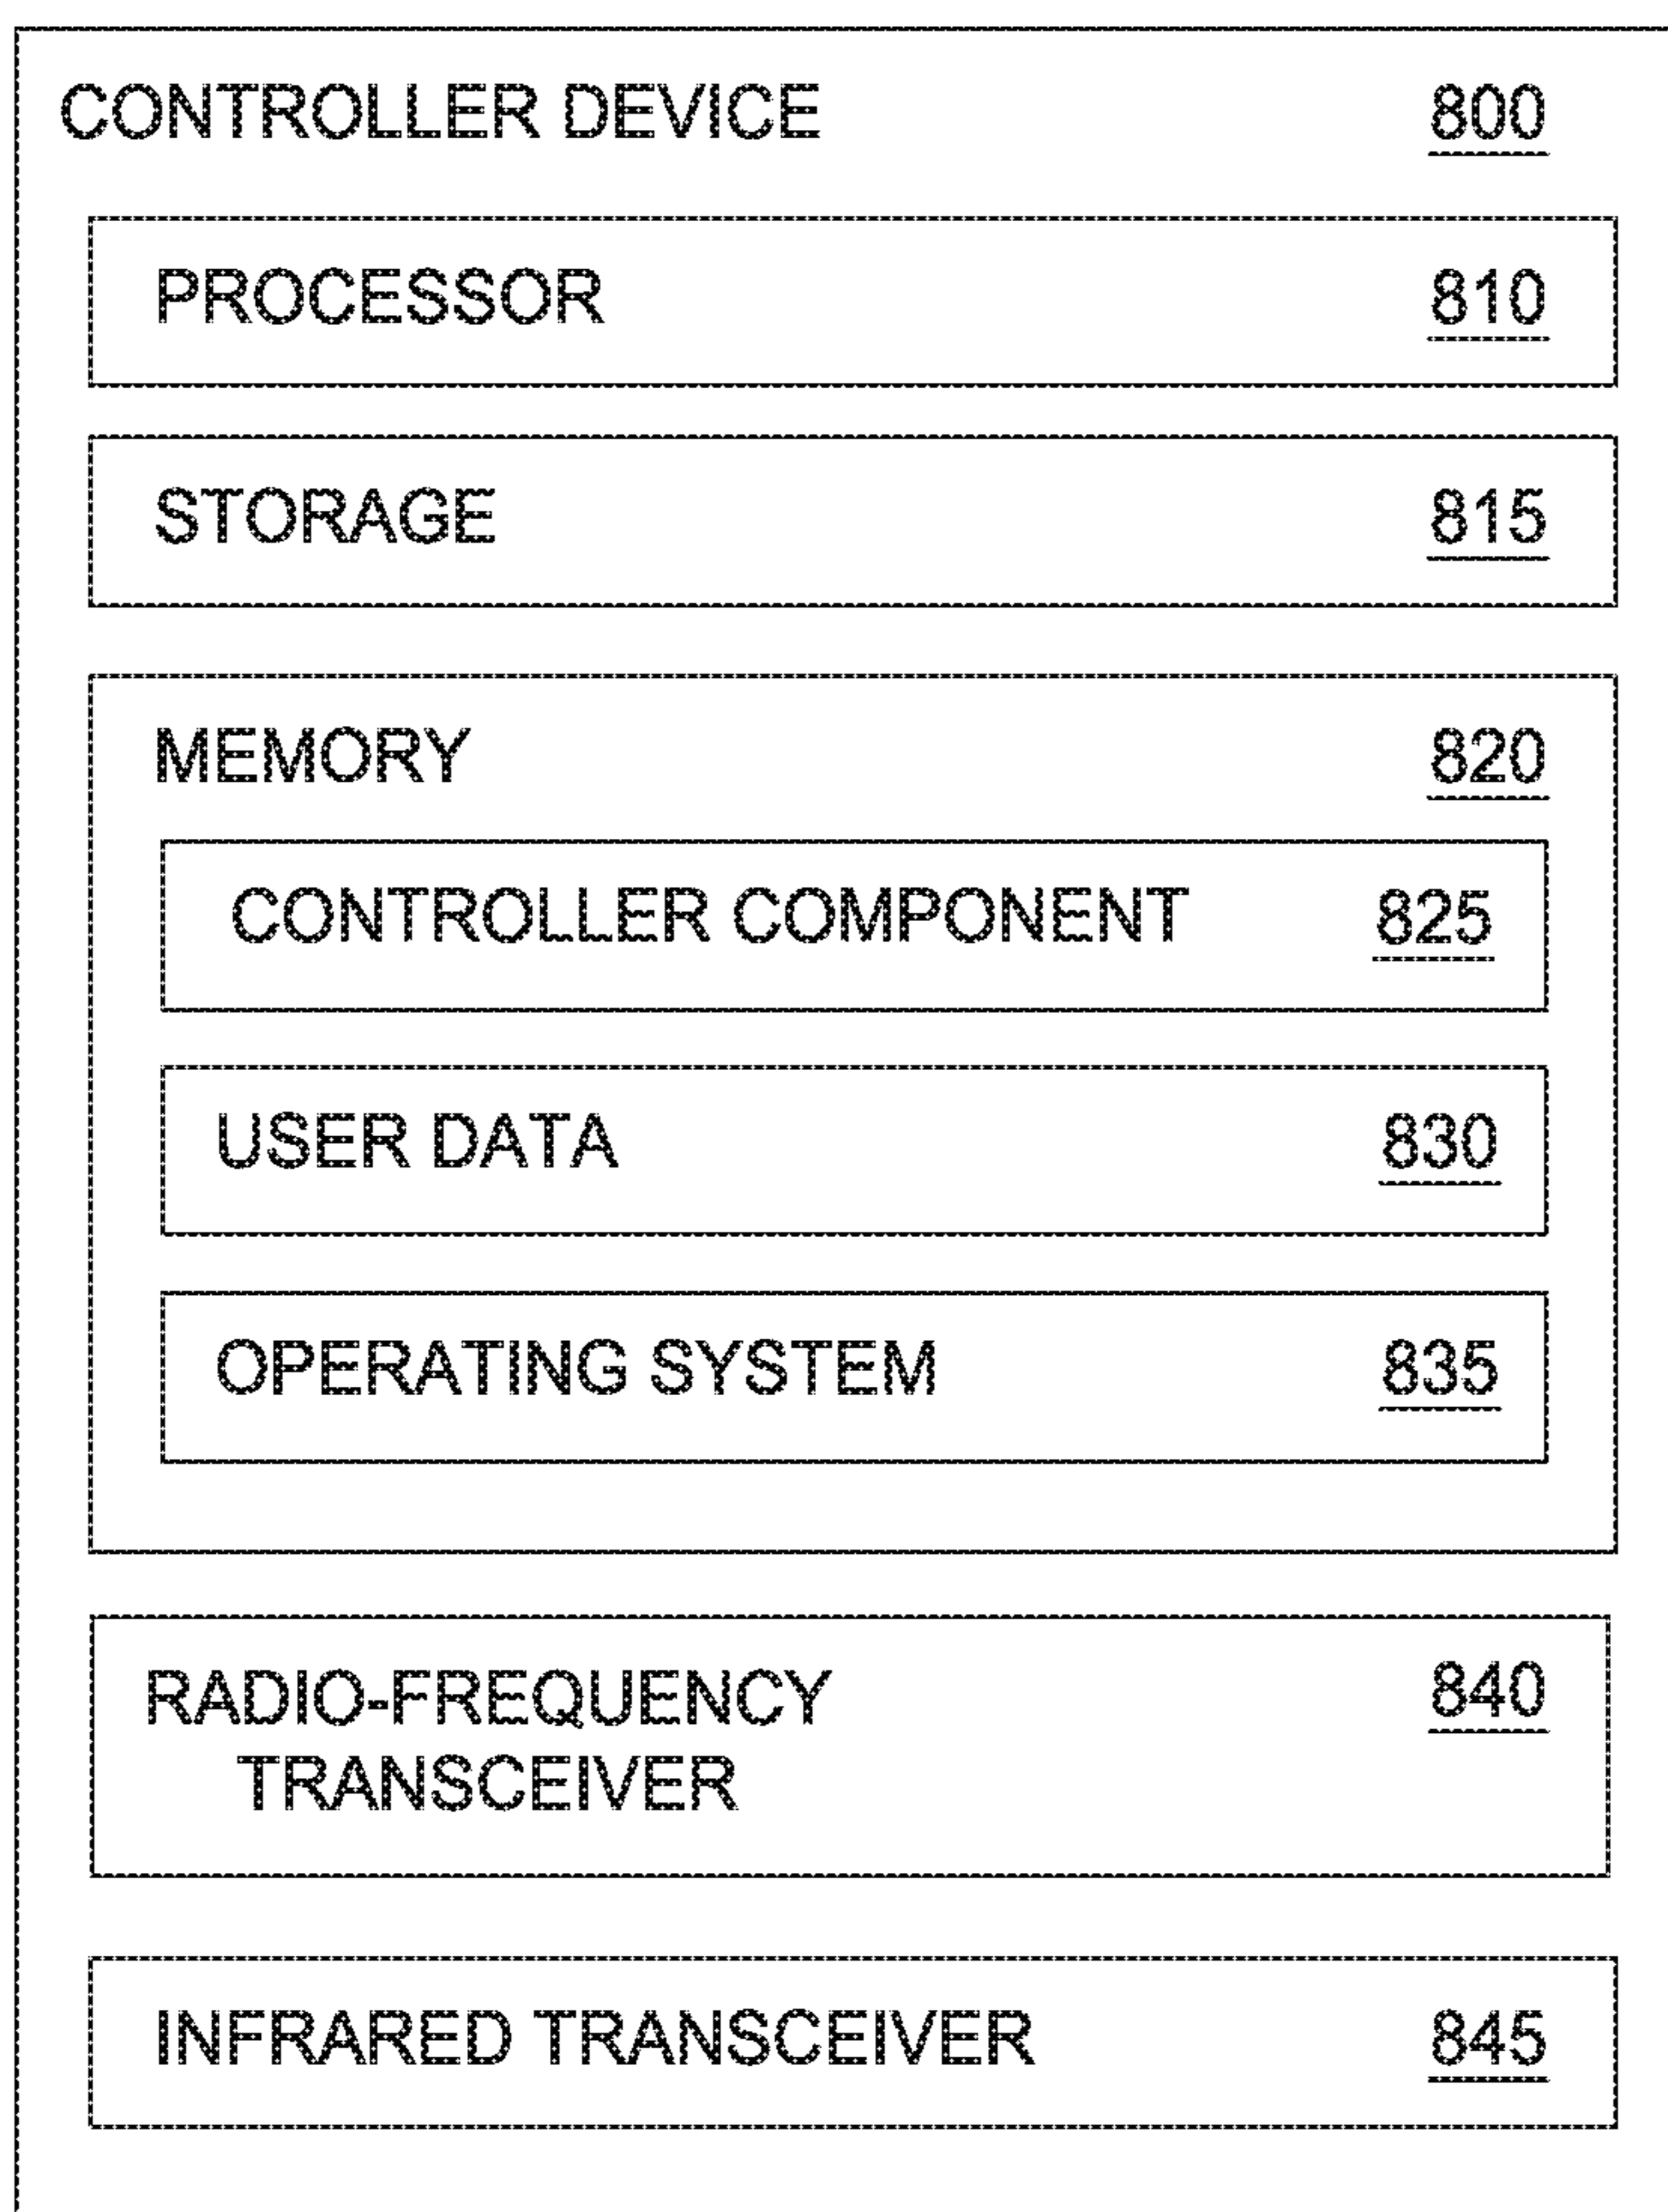 CONTROLLER DEVICE 800
PROCESSOR 810
STORAGE 815
MEMORY 820
CONTROLLER COMPONENT 825
USER DATA 830
OPERATING SYSTEM 835
RADIO-FREQUENCY 840
TRANSCEIVER
INFRARED TRANSCEIVER 845